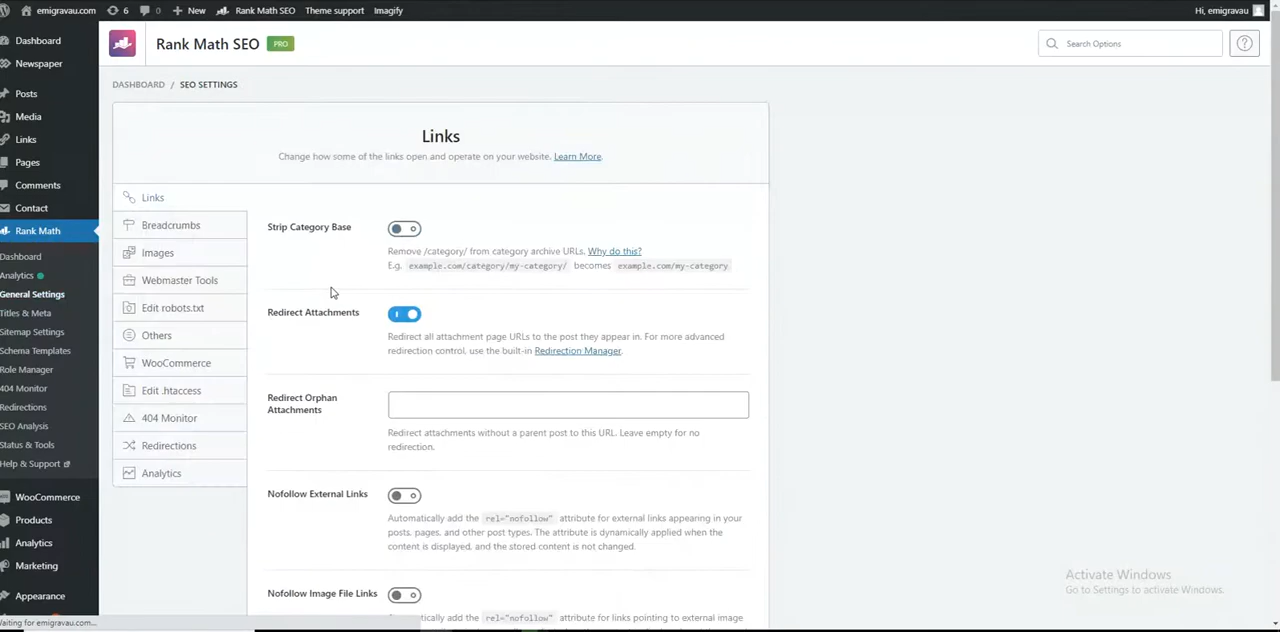 emigravau.com 6 0 New Rank Math SEO Theme support Imagify Hi, emigravau
Dashboard
Newspaper
Posts
Media
Links
Pages
Comments
Contact
Rank Math
Dashboard
Analytics
General Settings
Titles & Meta
Sitemap Settings
Schema Templates
Role Manager
404 Monitor
Redirections
SEO Analysis
Status & Tools
Help & Support
WooCommerce
Products
Analytics
Marketing
Appearance
Rank Math SEO PRO
Search Options
DASHBOARD / SEO SETTINGS
Links
Change how some of the links open and operate on your website. Learn More.
Links
Breadcrumbs
Images
Webmaster Tools
Edit robots.txt
Others
WooCommerce
Edit .htaccess
404 Monitor
Redirections
Analytics
Strip Category Base
Remove /category/ from category archive URLs. Why do this?
E.g. example.com/category/my-category/ becomes example.com/my-category
Redirect Attachments
Redirect all attachment page URLs to the post they appear in. For more advanced
redirection control, use the built-in Redirection Manager.
Redirect Orphan
Attachments
Redirect attachments without a parent post to this URL. Leave empty for no
redirection.
Nofollow External Links
Automatically add the rel="nofollow" attribute for external links appearing in your
posts, pages, and other post types. The attribute is dynamically applied when the
content is displayed, and the stored content is not changed.
Nofollow Image File Links
tically add the rel="nofollow" attribute for links pointing to external image
Activate Windows
Go to Settings to activate Windows.
Waiting for emigravau.com...